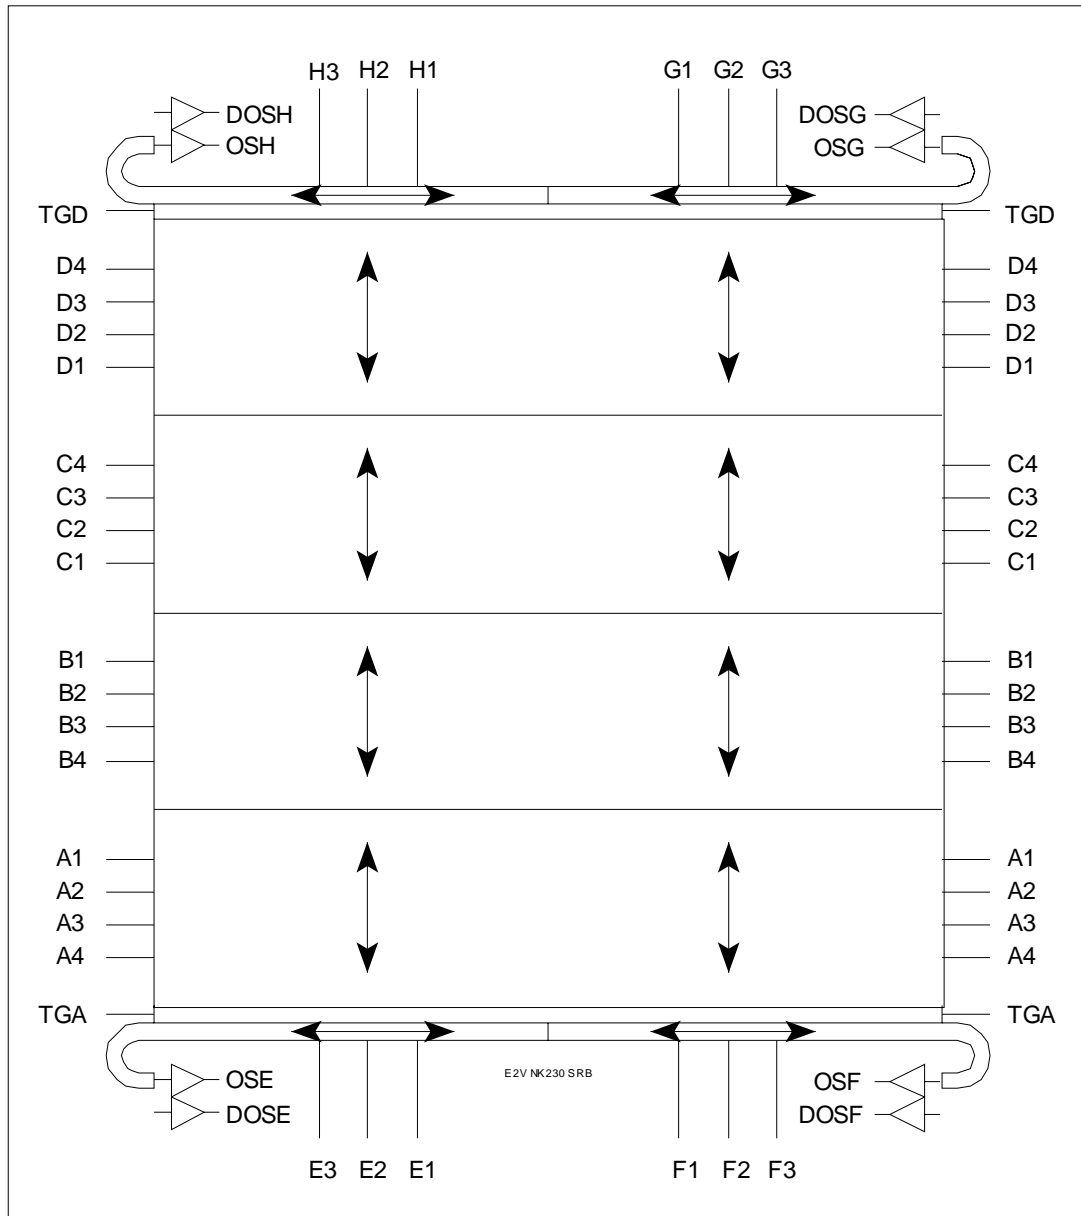 H3 H2 H1 G1 G2 G3
DOSH DOSG
OSH OSG
TGD TGD
D4 D4
D3 D3
D2 D2
D1 D1
C4 C4
C3 C3
C2 C2
C1 C1
B1 B1
B2 B2
B3 B3
B4 B4
A1 A1
A2 A2
A3 A3
A4 A4
TGA TGA
OSE E2V NK230 SRB OSF
DOSE DOSF
E3 E2 E1 F1 F2 F3